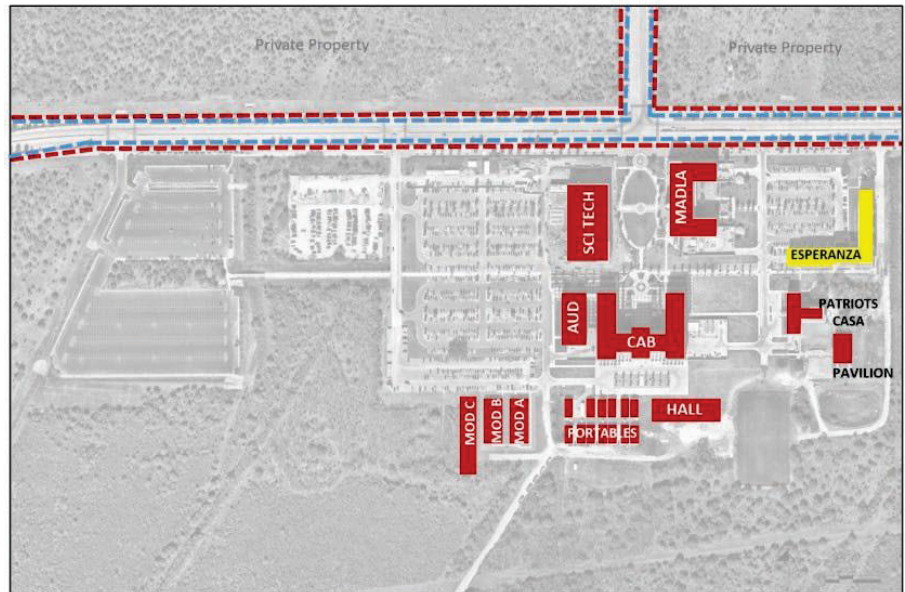 Private Property
Private Property
SCI TECH
MADLA
ESPERANZA
AUD
CAB
PATRIOTS
CASA
PAVILION
MOD C
MOD B
MOD A
PORTABLES
HALL